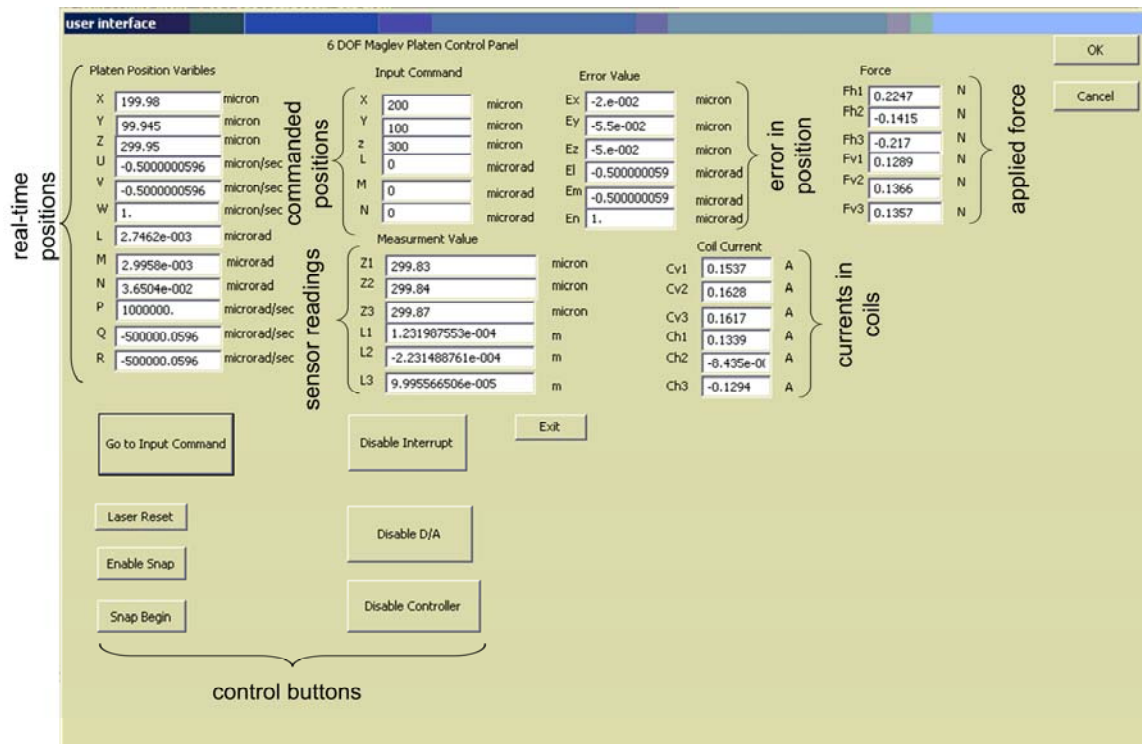 user interface
6 DOF Maglev Platen Control Panel
OK
Cancel
real-time
positions
Platen Position Varibles
X 199.98 micron
Y 99.945 micron
Z 299.95 micron
U -0.5000000596 micron/sec
V -0.5000000596 micron/sec
W 1. micron/sec
L 2.7462e-003 microrad
M 2.9958e-003 microrad
N 3.6504e-002 microrad
P 1000000. microrad/sec
Q -500000.0596 microrad/sec
R -500000.0596 microrad/sec
commanded
positions
Input Command
X 200 micron
Y 100 micron
z 300 micron
L 0 microrad
M 0 microrad
N 0 microrad
Error Value
Ex -2.e-002 micron
Ey -5.5e-002 micron
Ez -5.e-002 micron
El -0.500000059 microrad
Em -0.500000059 microrad
En 1. microrad
error in
position
Force
Fh1 0.2247 N
Fh2 -0.1415 N
Fh3 -0.217 N
Fv1 0.1289 N
Fv2 0.1366 N
Fv3 0.1357 N
applied force
sensor readings
Measurment Value
Z1 299.83 micron
Z2 299.84 micron
Z3 299.87 micron
L1 1.231987553e-004 m
L2 -2.231488761e-004 m
L3 9.995566506e-005 m
Coil Current
Cv1 0.1537 A
Cv2 0.1628 A
Cv3 0.1617 A
Ch1 0.1339 A
Ch2 -8.435e-0 A
Ch3 -0.1294 A
currents in
coils
Go to Input Command
Disable Interrupt
Exit
Laser Reset
Disable D/A
Enable Snap
Snap Begin
Disable Controller
control buttons